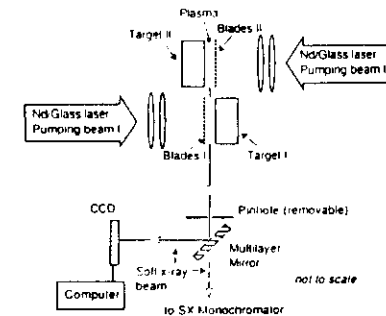 Plasma
Blades II
Target II
Nd/Glass laser
Pumping beam II
Nd/Glass laser
Pumping beam I
Blades I
Target I
CCD
Pinhole (removable)
Multilayer
Mirror
Soft x-ray
beam
not to scale
Computer
to SX Monochromator